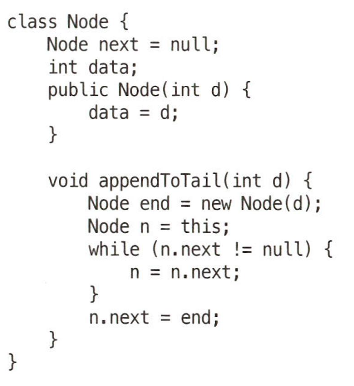 class Node {
    Node next = null;
    int data;
    public Node(int d) {
        data = d;
    }

    void appendToTail(int d) {
        Node end = new Node(d);
        Node n = this;
        while (n.next != null) {
            n = n.next;
        }
        n.next = end;
    }
}